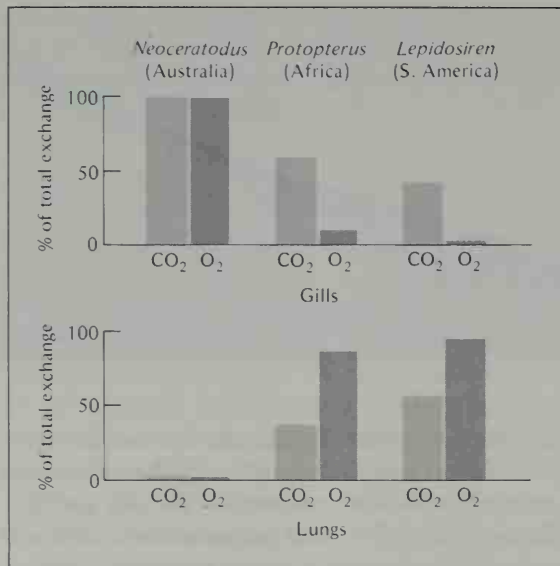 Neoceratodus Protopterus Lepidosiren
(Australia) (Africa) (S. America)
% of total exchange
100
50
0
CO₂ O₂ CO₂ O₂ CO₂ O₂
Gills
% of total exchange
100
50
0
CO₂ O₂ CO₂ O₂ CO₂ O₂
Lungs